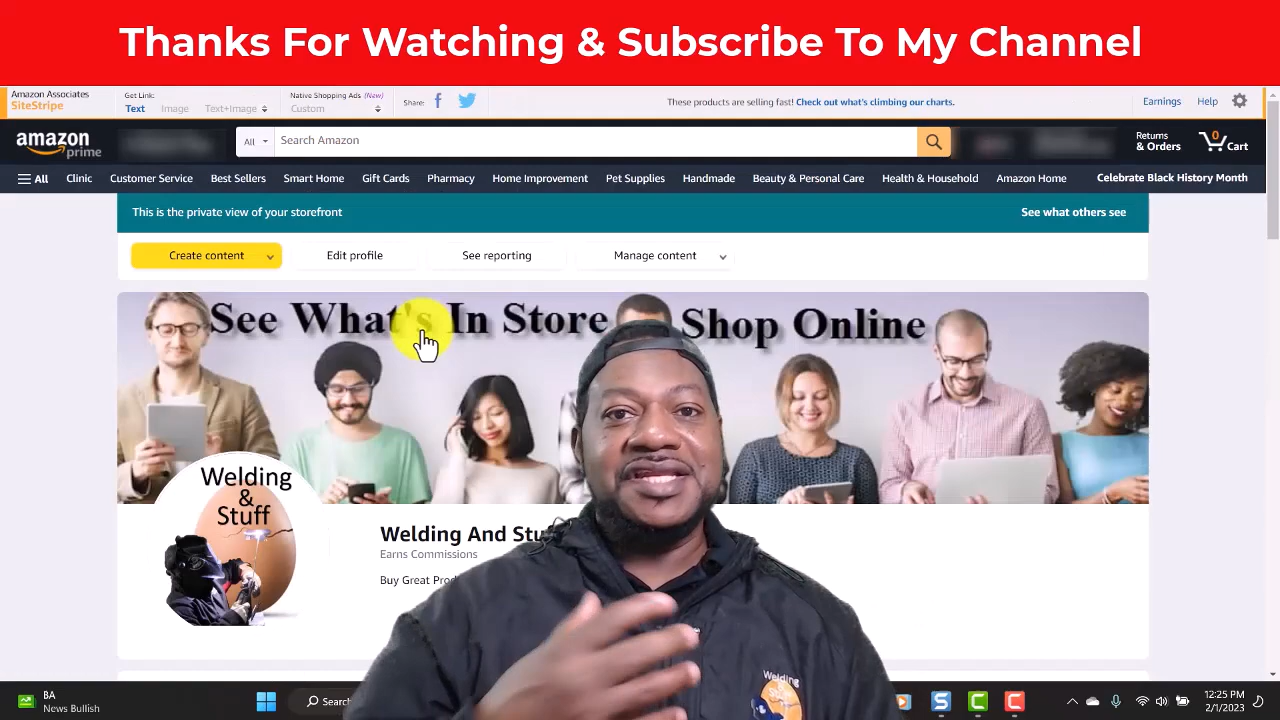 Thanks For Watching & Subscribe To My Channel
Amazon Associates
SiteStripe
Get Link:
Text Image Text+Image
Native Shopping Ads (New)
Custom
Share:
These products are selling fast! Check out what's climbing our charts.
Earnings Help
amazon
prime
All
Search Amazon
Returns
& Orders
0
Cart
All Clinic Customer Service Best Sellers Smart Home Gift Cards Pharmacy Home Improvement Pet Supplies Handmade Beauty & Personal Care Health & Household Amazon Home Celebrate Black History Month
This is the private view of your storefront See what others see
Create content Edit profile See reporting Manage content
See What's In Store Shop Online
Welding
&
Stuff
Welding And Stuff
Earns Commissions
Buy Great
Welding
& Stuff
BA
News Bullish
Search
12:25 PM
2/1/2023